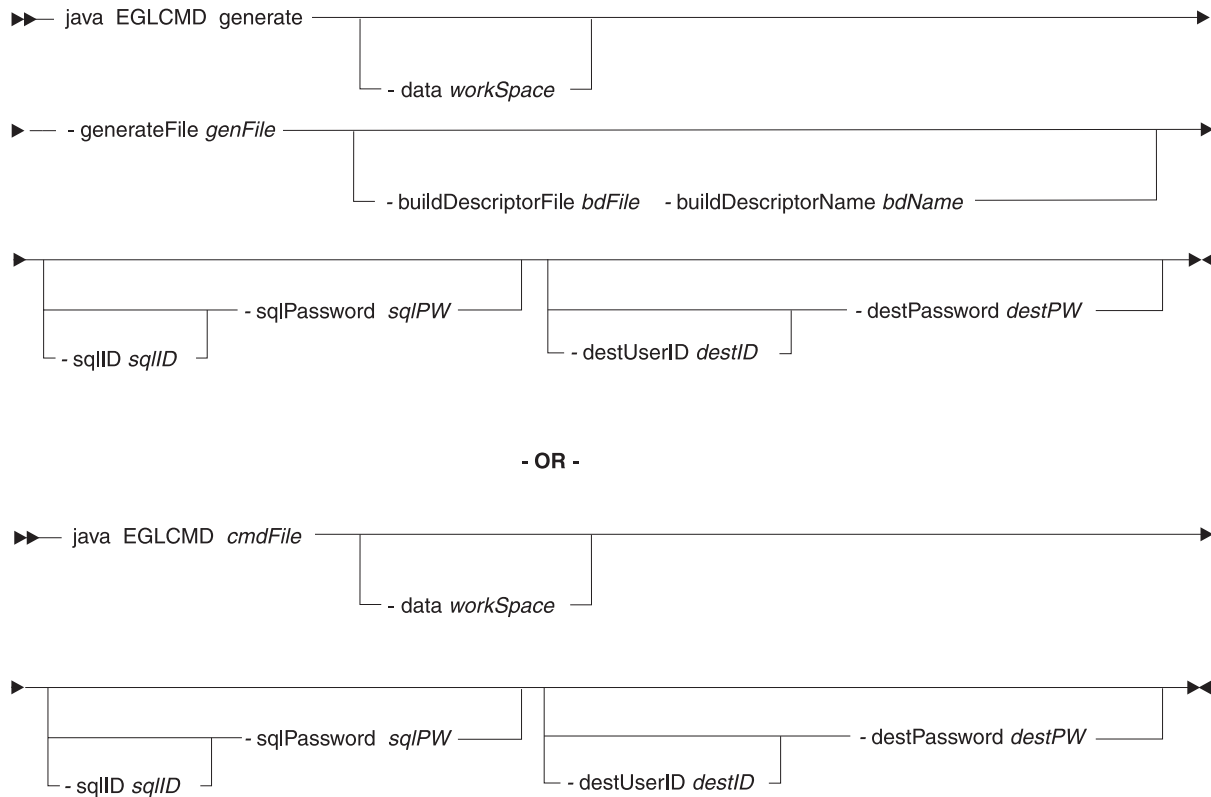 java EGLCMD generate
- data workSpace
- generateFile genFile
- buildDescriptorFile bdFile - buildDescriptorName bdName
- sqlPassword sqlPW - destPassword destPW
- sqlID sqlID - destUserID destID
- OR -
java EGLCMD cmdFile
- data workSpace
- sqlPassword sqlPW - destPassword destPW
- sqlID sqlID - destUserID destID